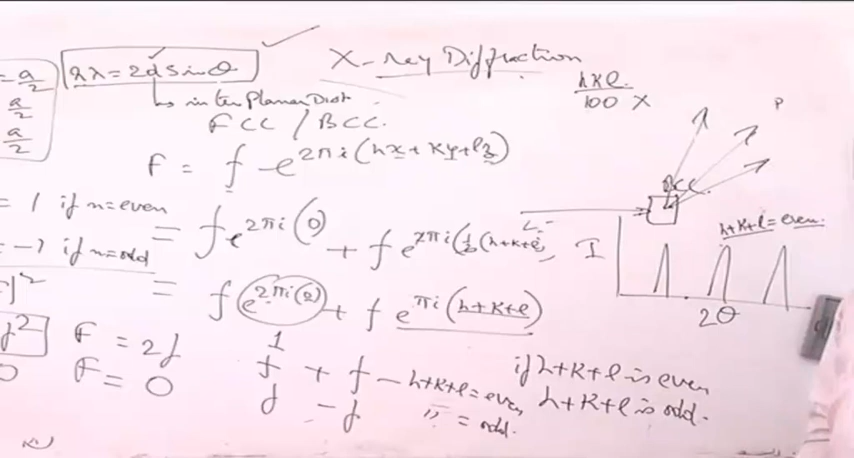 X-ray Diffraction
nλ = 2d sinθ
↳ inter Planar Dist
FCC / BCC.
hkl
100 X
P
= a/2
a/2
a/2
F = f e^2πi(hx+ky+lz)
BCC
= 1 if n=even
= -1 if n=odd
= f e^2πi(0) + f e^2πi(½(h+k+l))
I
h+k+l = even.
2θ
= f e^2πi(0) + f e^πi(h+k+l)
1
F = 2f
F = 0
f + f - h+k+l = even,
f - f " = odd.
if h+k+l is even
h+k+l is odd.